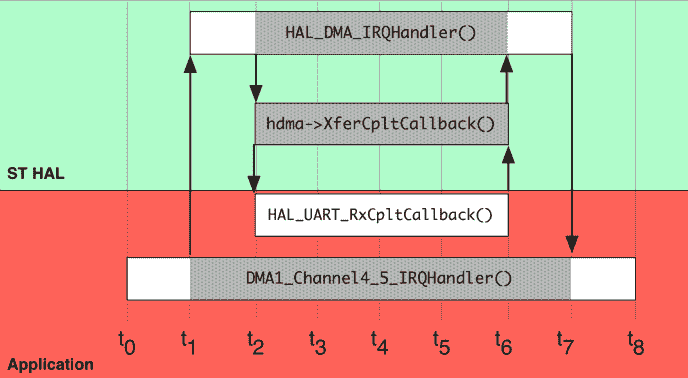 HAL_DMA_IRQHandler()
hdma->XferCpltCallback()
ST HAL
HAL_UART_RxCpltCallback()
DMA1_Channel4_5_IRQHandler()
t0 t1 t2 t3 t4 t5 t6 t7 t8
Application